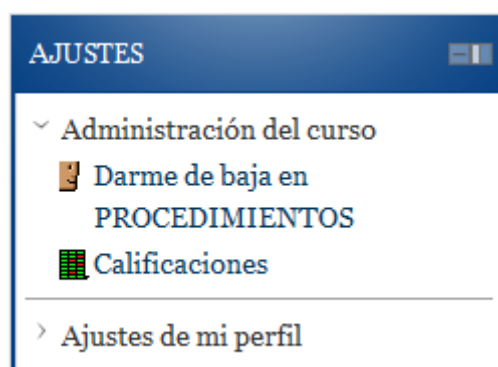 AJUSTES
Administración del curso
Darme de baja en
PROCEDIMIENTOS
Calificaciones
Ajustes de mi perfil